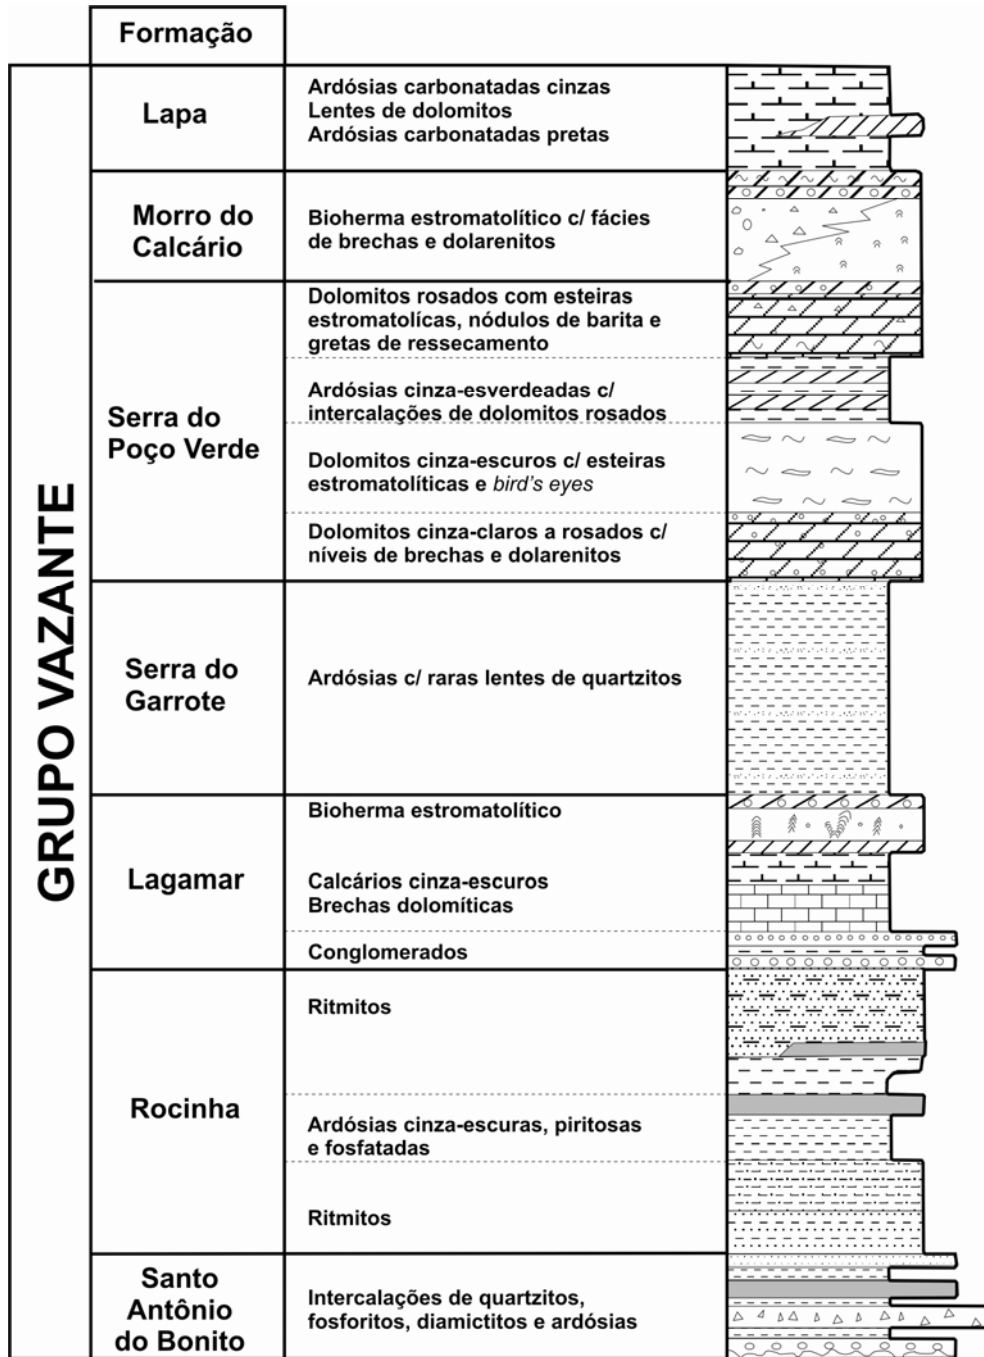 Formação
GRUPO VAZANTE
Lapa
Ardósias carbonatadas cinzas
Lentes de dolomitos
Ardósias carbonatadas pretas
Morro do
Calcário
Bioherma estromatolítico c/ fácies
de brechas e dolarenitos
Serra do
Poço Verde
Dolomitos rosados com esteiras
estromatolícas, nódulos de barita e
gretas de ressecamento
Ardósias cinza-esverdeadas c/
intercalações de dolomitos rosados
Dolomitos cinza-escuros c/ esteiras
estromatolíticas e bird's eyes
Dolomitos cinza-claros a rosados c/
níveis de brechas e dolarenitos
Serra do
Garrote
Ardósias c/ raras lentes de quartzitos
Lagamar
Bioherma estromatolítico
Calcários cinza-escuros
Brechas dolomíticas
Conglomerados
Rocinha
Ritmitos
Ardósias cinza-escuras, piritosas
e fosfatadas
Ritmitos
Santo
Antônio
do Bonito
Intercalações de quartzitos,
fosforitos, diamictitos e ardósias